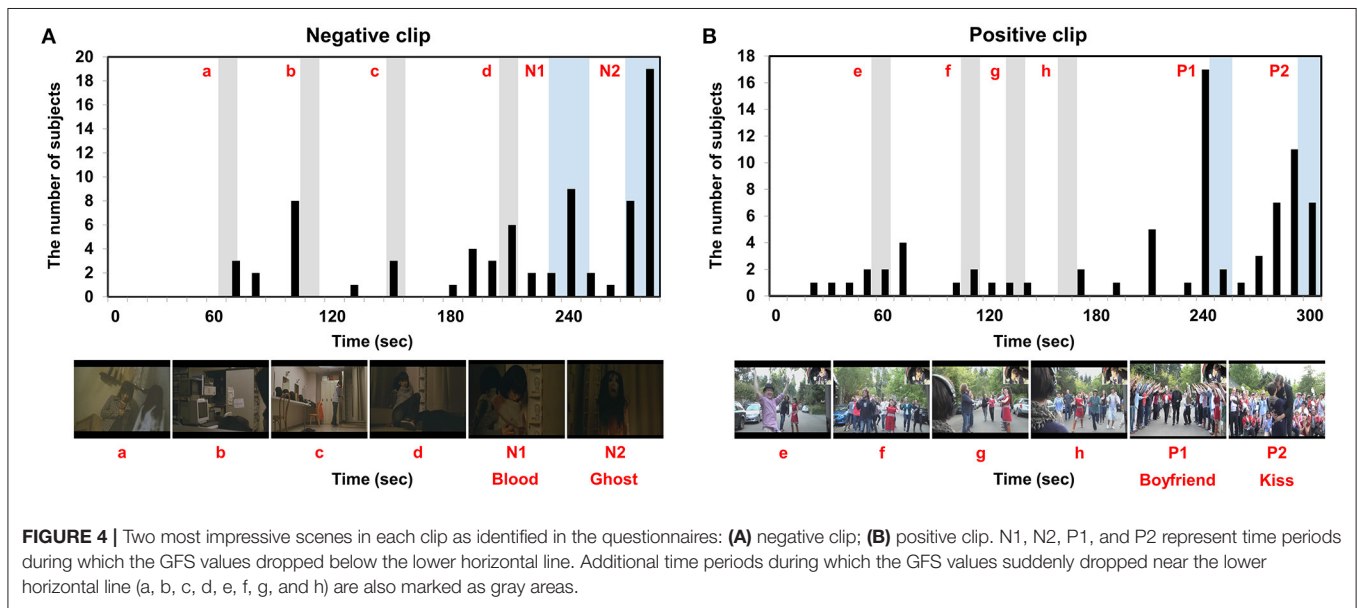 A
Negative clip
The number of subjects
20
18
16
14
12
10
8
6
4
2
0
a
b
c
d
N1
N2
0
60
120
180
240
Time (sec)
a
b
c
d
N1
N2
Time (sec)
Blood
Ghost
B
Positive clip
The number of subjects
18
16
14
12
10
8
6
4
2
0
e
f
g
h
P1
P2
0
60
120
180
240
300
Time (sec)
e
f
g
h
P1
P2
Time (sec)
Boyfriend
Kiss
FIGURE 4 | Two most impressive scenes in each clip as identified in the questionnaires: (A) negative clip; (B) positive clip. N1, N2, P1, and P2 represent time periods
during which the GFS values dropped below the lower horizontal line. Additional time periods during which the GFS values suddenly dropped near the lower
horizontal line (a, b, c, d, e, f, g, and h) are also marked as gray areas.